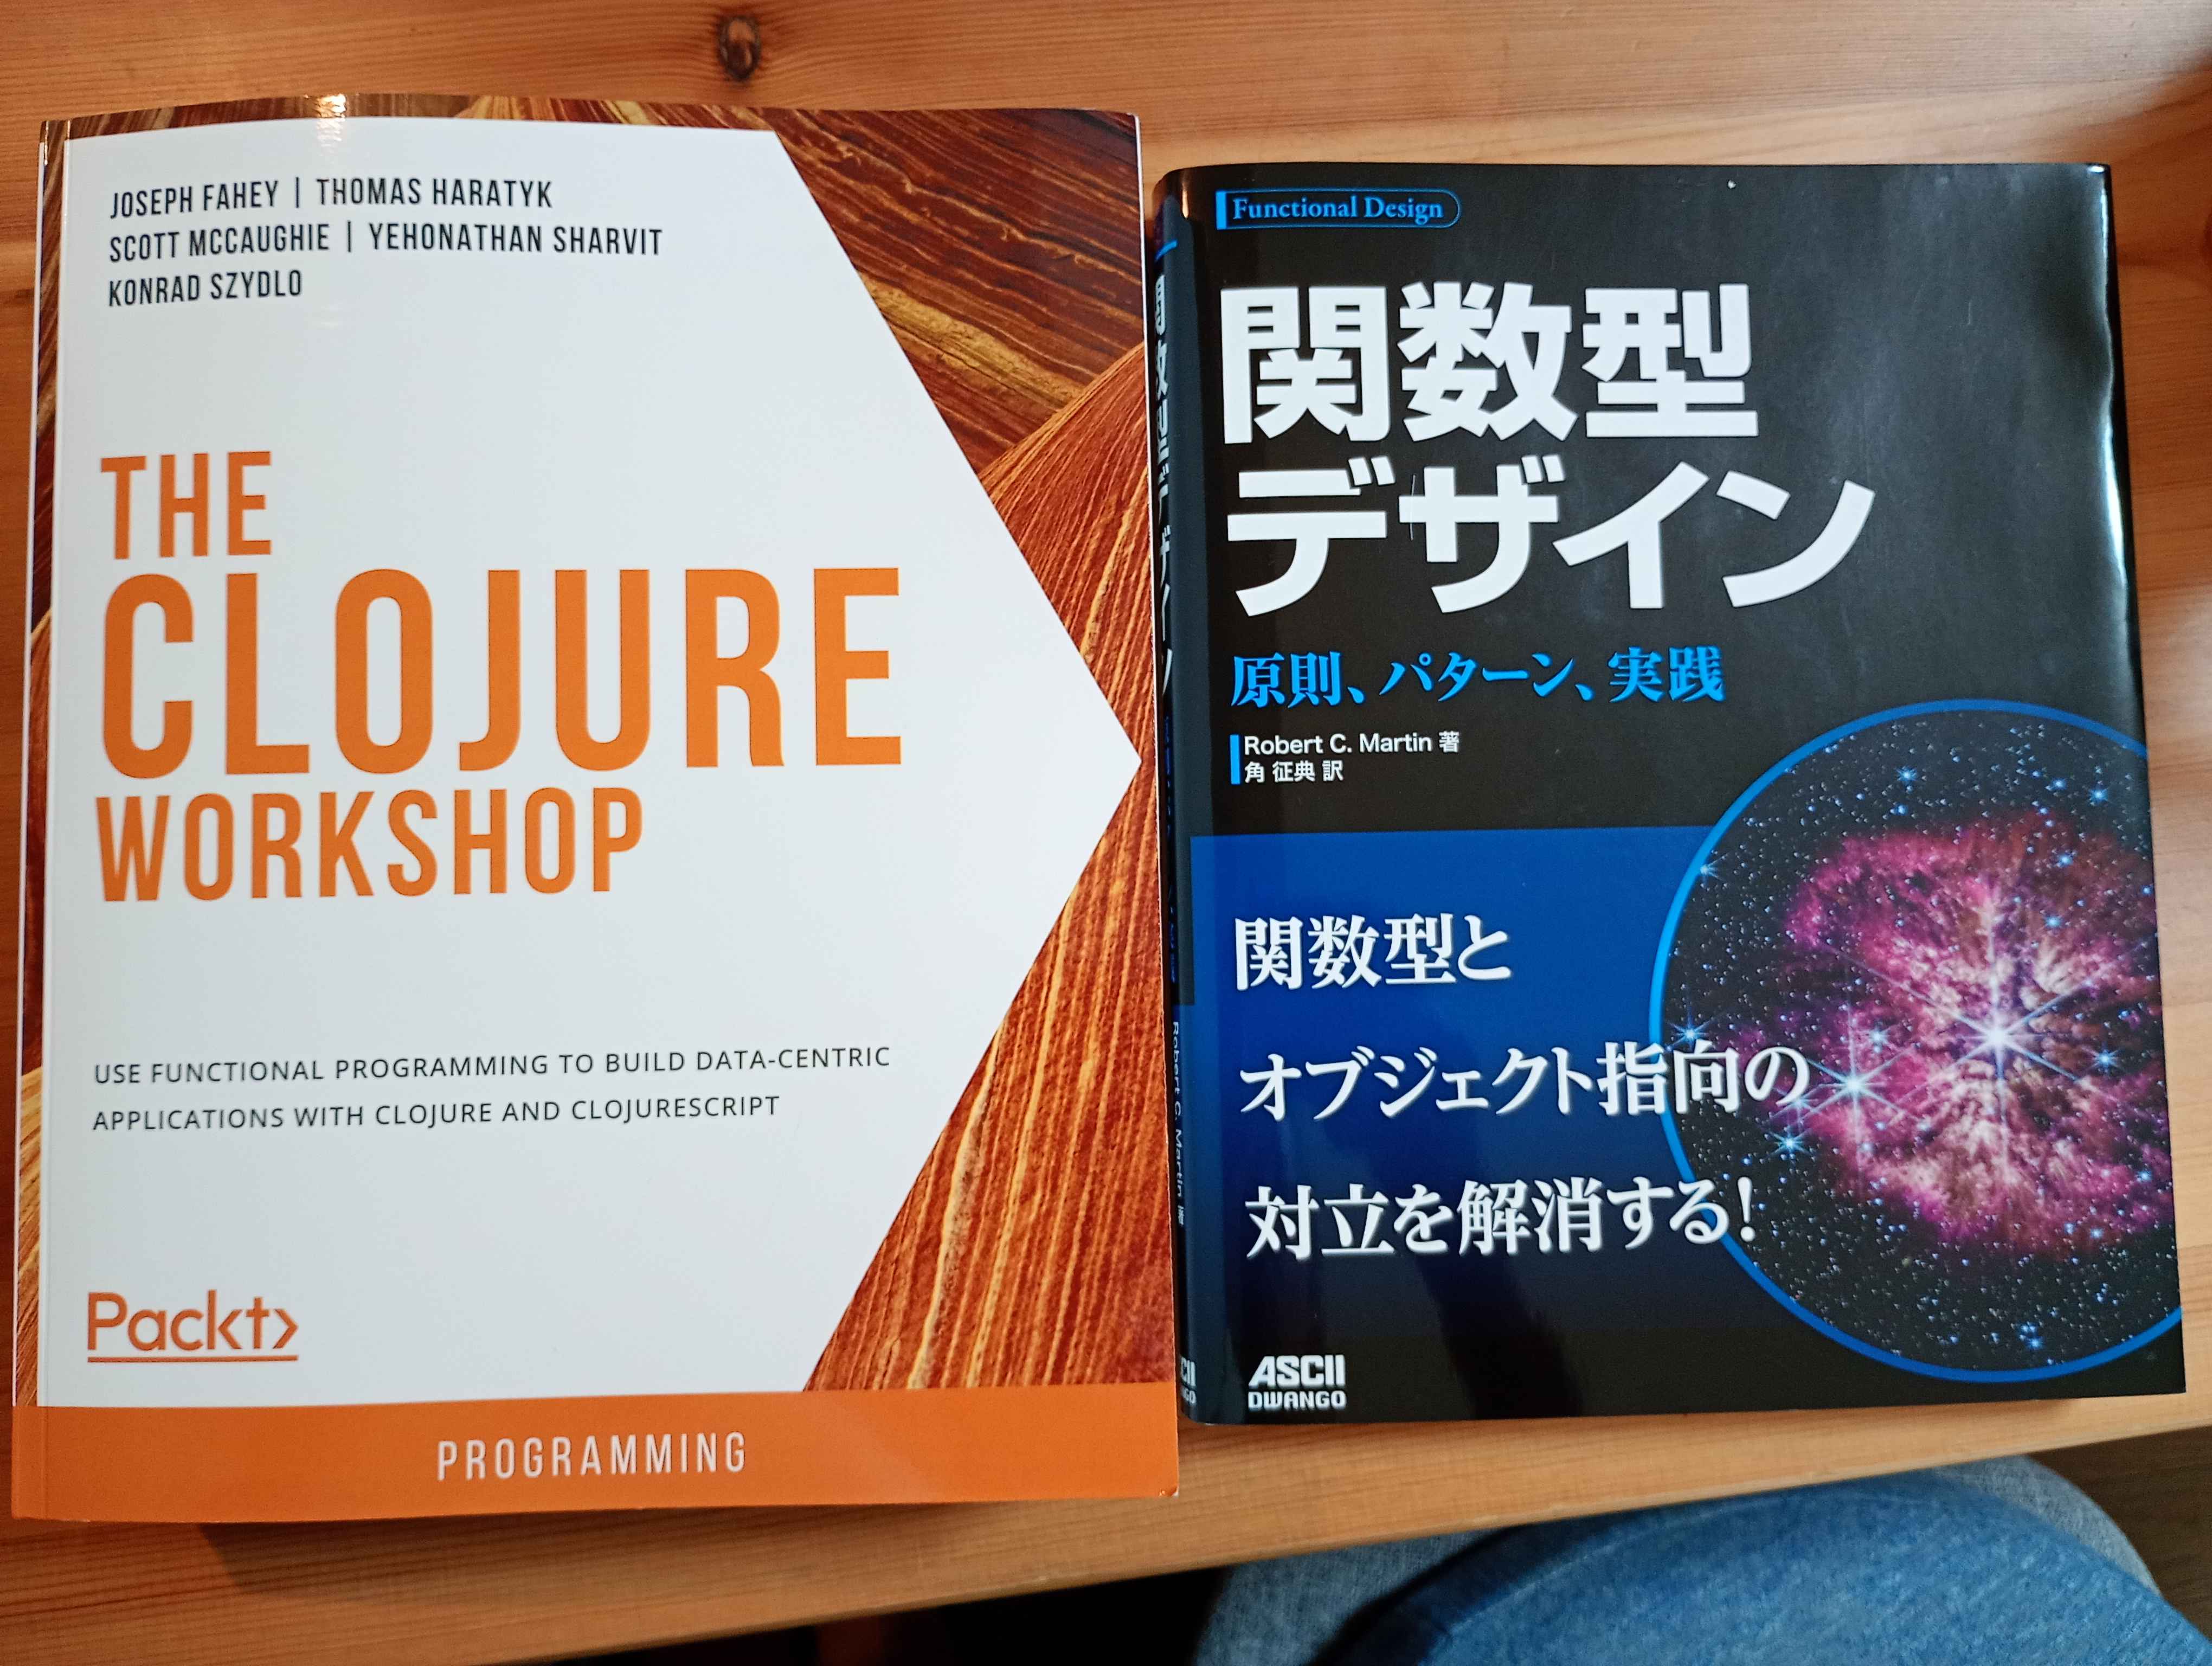 JOSEPH FAHEY | THOMAS HARATYK
SCOTT MCCAUGHIE | YEHONATHAN SHARVIT
KONRAD SZYDLO
THE
CLOJURE
WORKSHOP
USE FUNCTIONAL PROGRAMMING TO BUILD DATA-CENTRIC
APPLICATIONS WITH CLOJURE AND CLOJURESCRIPT
Packt>
PROGRAMMING
Functional Design
関数型
デザイン
原則、パターン、実践
Robert C. Martin 著
角 征典 訳
関数型と
オブジェクト指向の
対立を解消する!
ASCII
DWANGO
Robert C. Martin 著